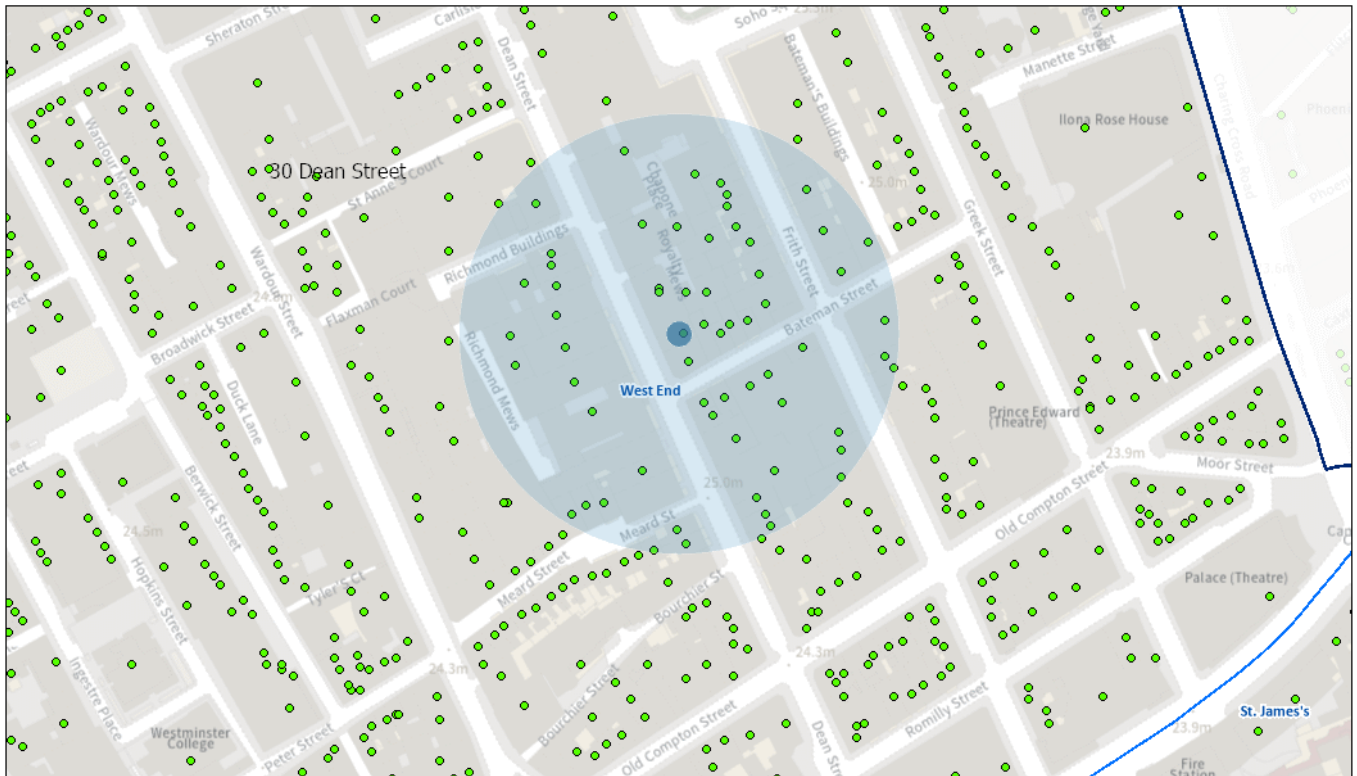 Sheraton Street
Carlisle
Dean Street
Soho
Bateman's Buildings
Manette Street
Charing Cross Road
Ilona Rose House
Wardour Mews
30 Dean Street
St Anne's Court
Royalty Mews
25.0m
Greek Street
Frith Street
Richmond Buildings
Wardour Street
Flaxman Court
Bateman Street
Broadwick Street
Richmond Mews
West End
Duck Lane
Prince Edward
(Theatre)
23.9m
Moor Street
Berwick Street
25.0m
Old Compton Street
24.5m
Meard St
Hopkins Street
Meard Street
Tyler's Ct
Bourchier St
Palace (Theatre)
24.3m
24.3m
Ingestre Place
Bourchier Street
Romilly Street
St. James's
23.9m
Westminster
College
Peter Street
Old Compton Street
Dean St
Fire
Station